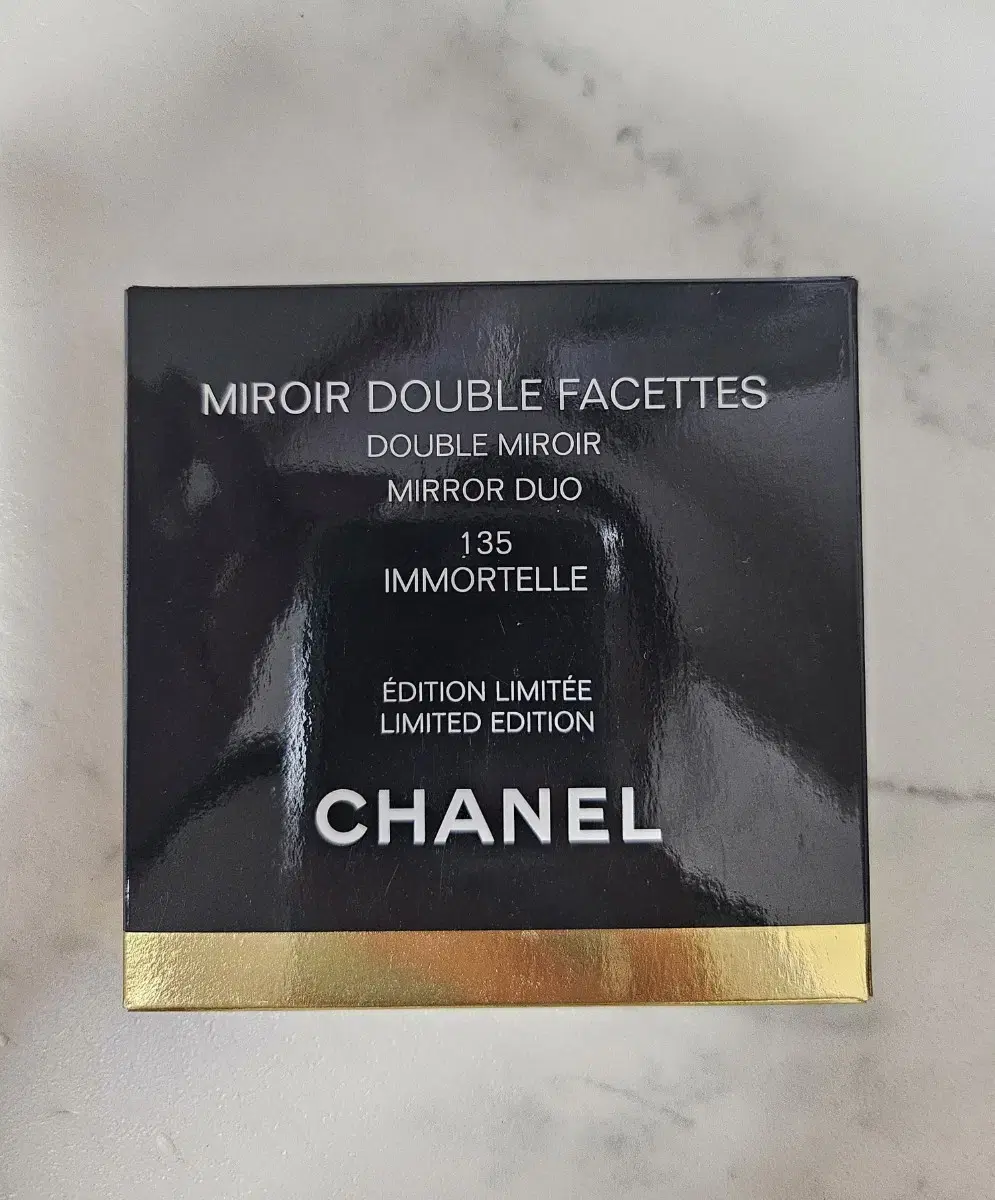 MIROIR DOUBLE FACETTES
DOUBLE MIROIR
MIRROR DUO
135
IMMORTELLE
ÉDITION LIMITÉE
LIMITED EDITION
CHANEL